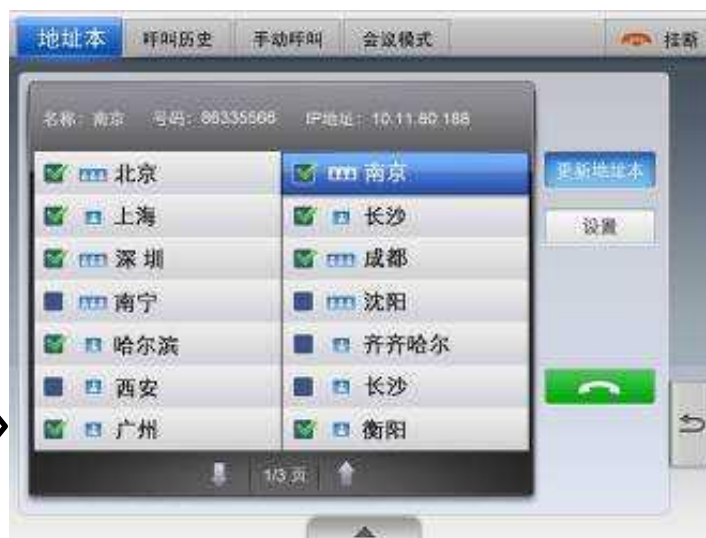 地址本 呼叫历史 手动呼叫 会议模式 挂断
名称：南京 号码：86335566 IP地址：10.11.80.188
北京 南京 更新地址本
上海 长沙 设置
深圳 成都
南宁 沈阳
哈尔滨 齐齐哈尔
西安 长沙
广州 衡阳
1/3 页